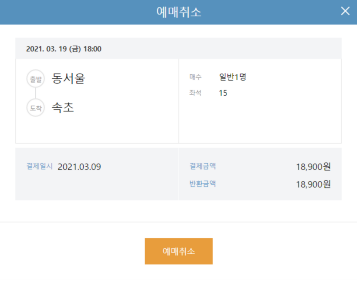 예매취소
2021. 03. 19 (금) 18:00
출발 동서울
도착 속초
매수 일반1명
좌석 15
결제일시 2021.03.09
결제금액 18,900원
반환금액 18,900원
예매취소